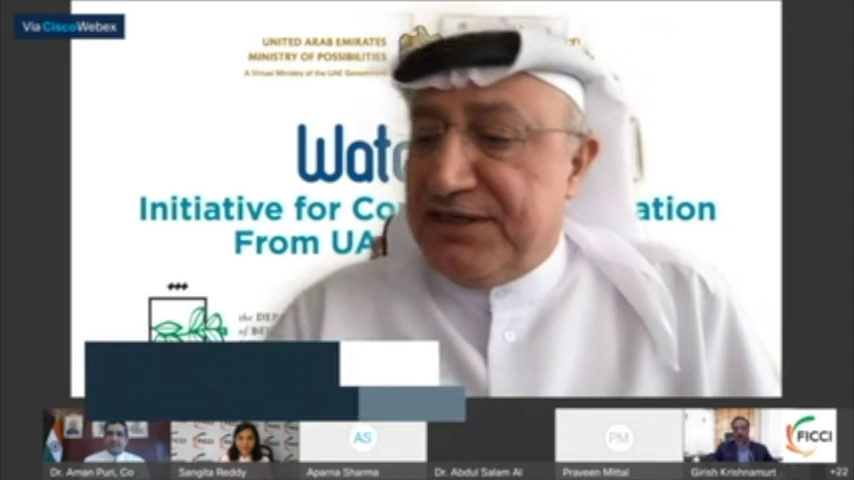 Via Cisco Webex
UNITED ARAB EMIRATES
MINISTRY OF POSSIBILITIES
A Virtual Ministry of the UAE Government
Wat
Initiative for Co ation
From UA
the DEP
of BE
AS
PM
FICCI
FICCI
Dr. Aman Puri, Co
Sangita Reddy
Aparna Sharma
Dr. Abdul Salam Al
Praveen Mittal
Girish Krishnamurt
+22